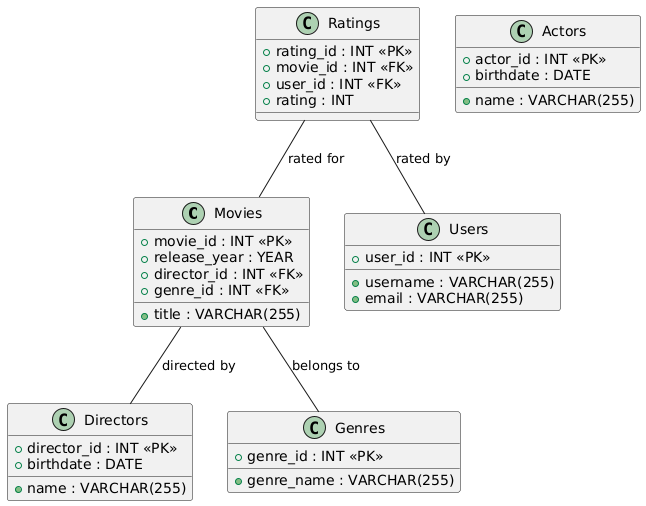 C Ratings
rating_id : INT «PK»
movie_id : INT «FK»
user_id : INT «FK»
rating : INT
C Actors
actor_id : INT «PK»
birthdate : DATE
name : VARCHAR(255)
rated for
rated by
C Movies
movie_id : INT «PK»
release_year : YEAR
director_id : INT «FK»
genre_id : INT «FK»
title : VARCHAR(255)
C Users
user_id : INT «PK»
username : VARCHAR(255)
email : VARCHAR(255)
directed by
belongs to
C Directors
director_id : INT «PK»
birthdate : DATE
name : VARCHAR(255)
C Genres
genre_id : INT «PK»
genre_name : VARCHAR(255)